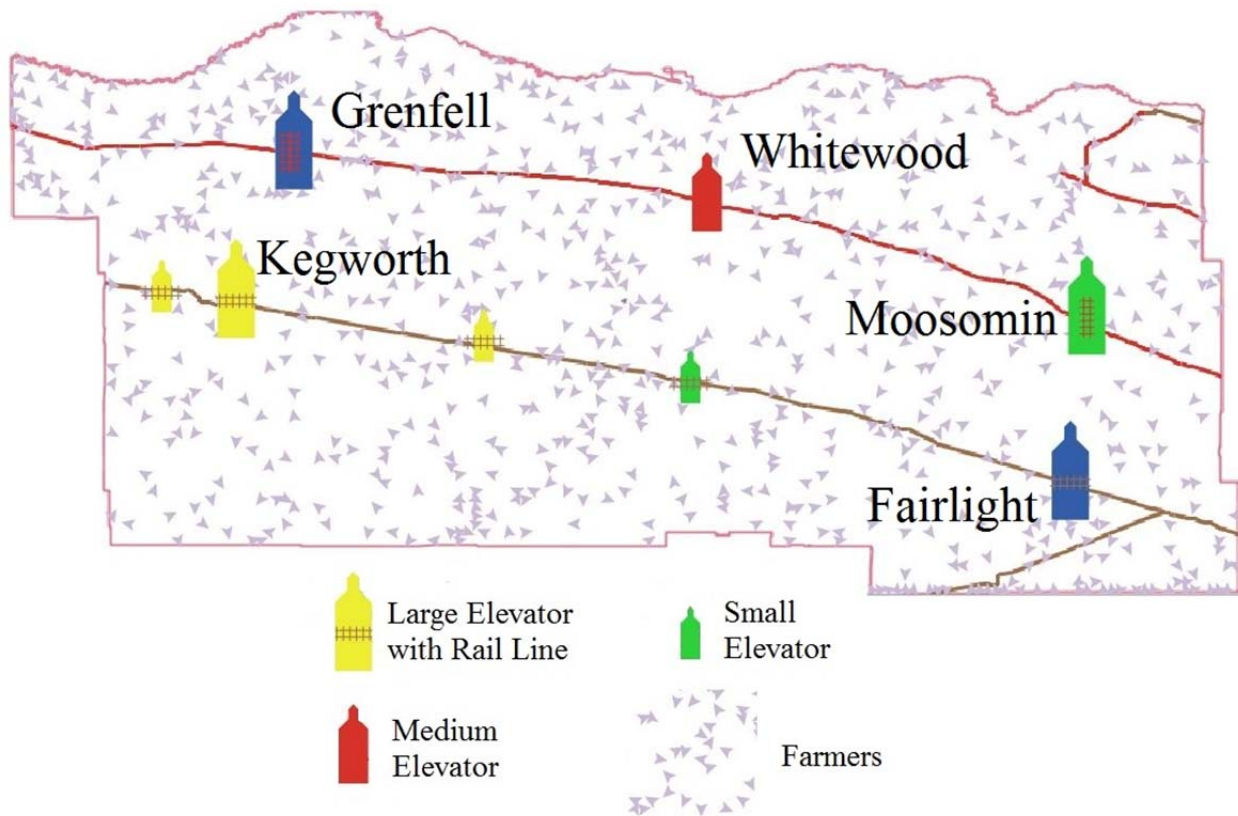 Grenfell
Whitewood
Kegworth
Moosomin
Fairlight
Large Elevator
with Rail Line
Small
Elevator
Medium
Elevator
Farmers